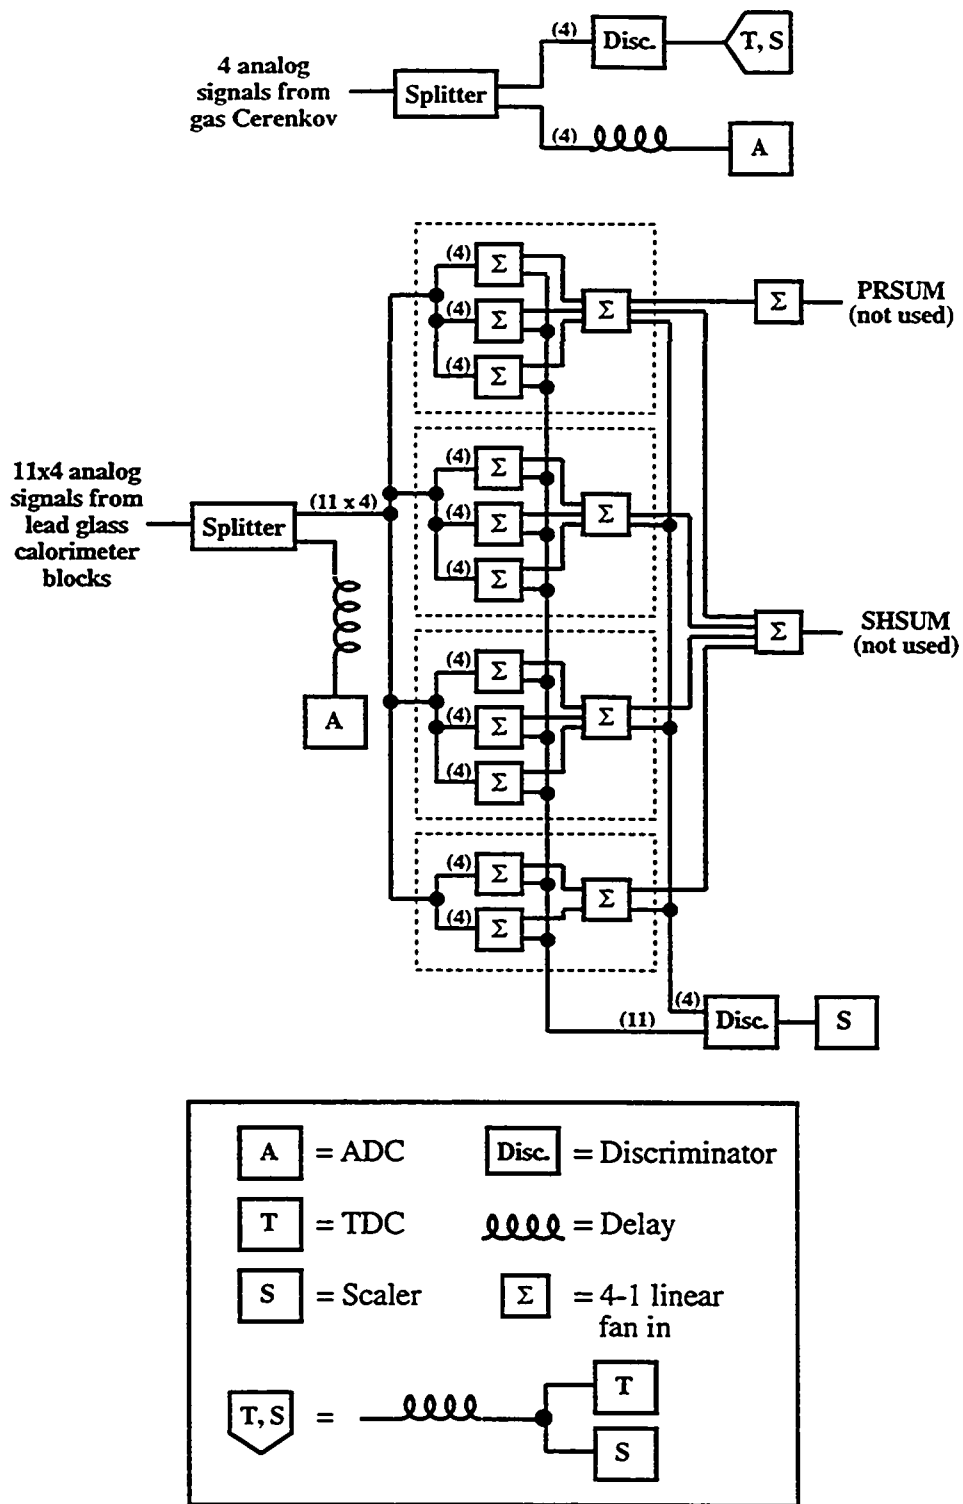 4 analog
signals from
gas Cerenkov
Splitter
(4)
Disc.
T, S
(4)
A
(4)
Σ
(4)
Σ
(4)
Σ
Σ
Σ
PRSUM
(not used)
11x4 analog
signals from
lead glass
calorimeter
blocks
Splitter
(11 x 4)
A
(4)
Σ
(4)
Σ
(4)
Σ
Σ
(4)
Σ
(4)
Σ
(4)
Σ
Σ
Σ
SHSUM
(not used)
(4)
Σ
(4)
Σ
Σ
(4)
(11)
Disc.
S
A = ADC
Disc. = Discriminator
T = TDC
= Delay
S = Scaler
Σ = 4-1 linear
fan in
T, S =
T
S